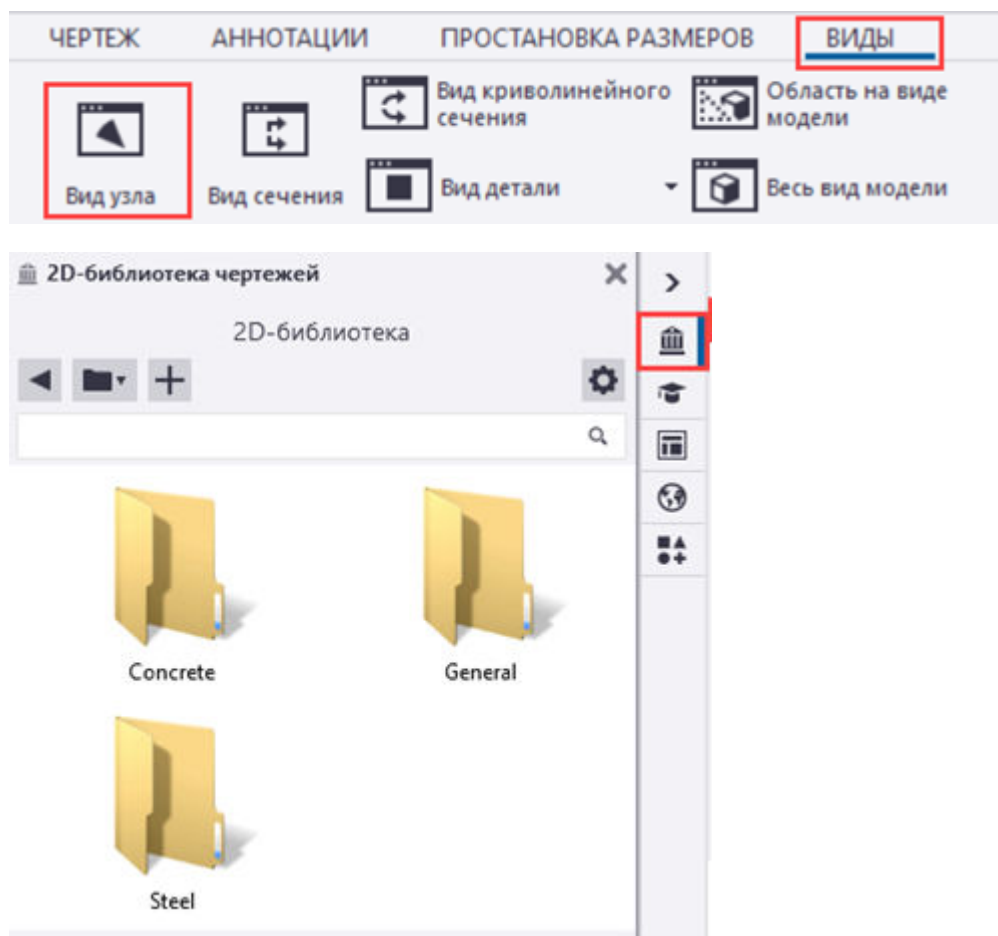 ЧЕРТЕЖ АННОТАЦИИ ПРОСТАНОВКА РАЗМЕРОВ ВИДЫ
Вид узла
Вид сечения
Вид криволинейного
сечения
Вид детали
Область на виде
модели
Весь вид модели
2D-библиотека чертежей
2D-библиотека
Concrete
General
Steel